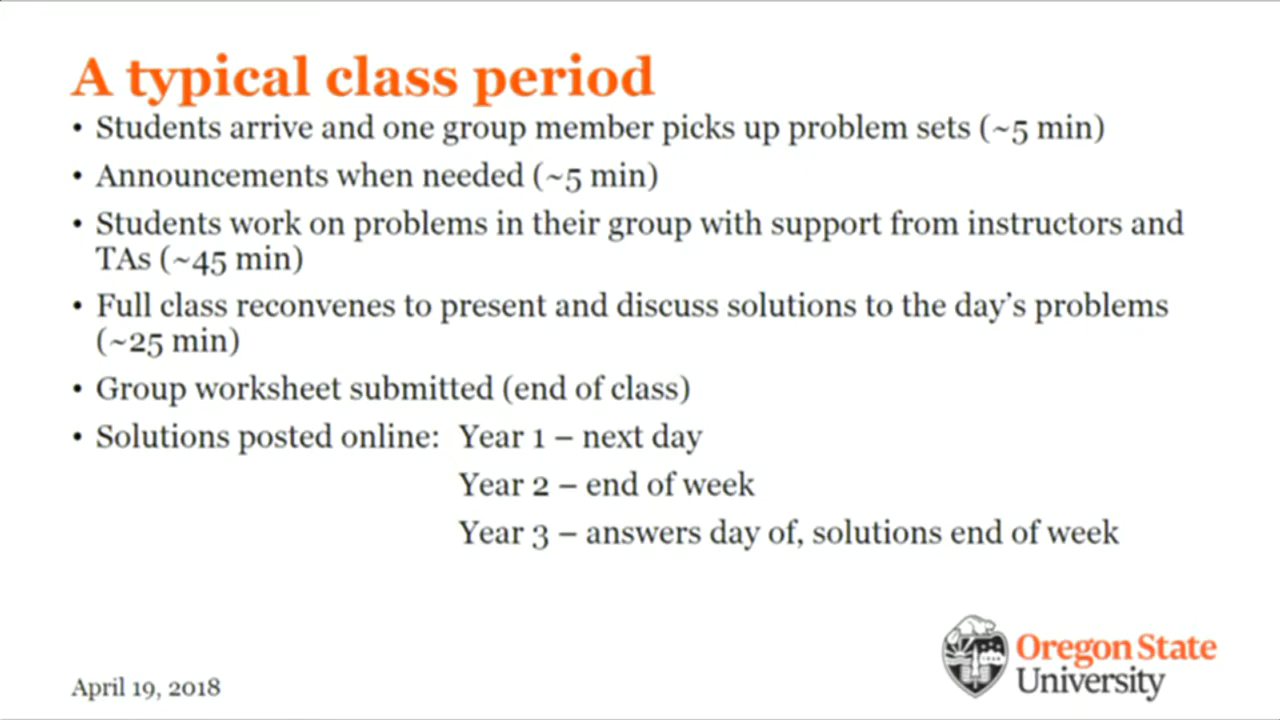 A typical class period
• Students arrive and one group member picks up problem sets (~5 min)
• Announcements when needed (~5 min)
• Students work on problems in their group with support from instructors and
TAs (~45 min)
• Full class reconvenes to present and discuss solutions to the day's problems
(~25 min)
• Group worksheet submitted (end of class)
• Solutions posted online: Year 1 – next day
Year 2 – end of week
Year 3 – answers day of, solutions end of week
April 19, 2018
Oregon State
University